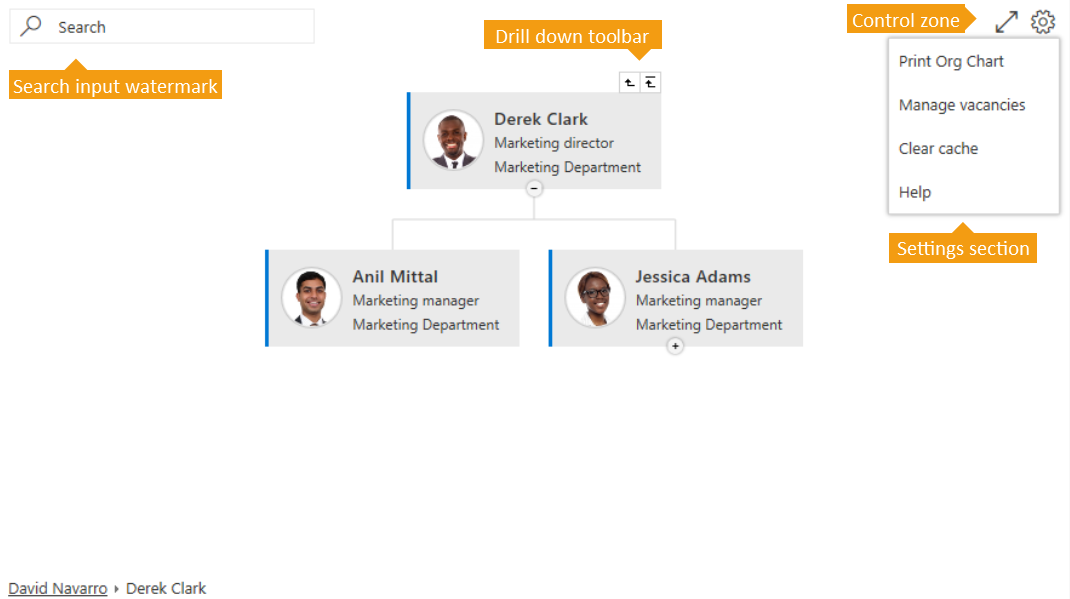 Search
Search input watermark
Drill down toolbar
Control zone
Print Org Chart
Manage vacancies
Clear cache
Help
Settings section
Derek Clark
Marketing director
Marketing Department
Anil Mittal
Marketing manager
Marketing Department
Jessica Adams
Marketing manager
Marketing Department
David Navarro Derek Clark